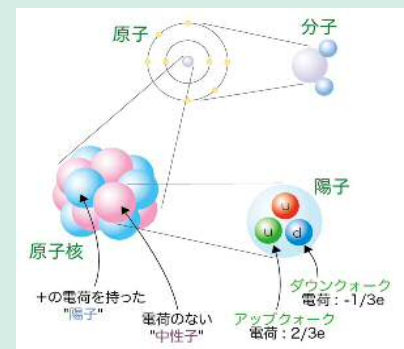 原子
分子
陽子
u
u
d
原子核
ダウンクォーク
電荷：-1/3e
+の電荷を持った
"陽子"
電荷のない
"中性子"
アップクォーク
電荷：2/3e